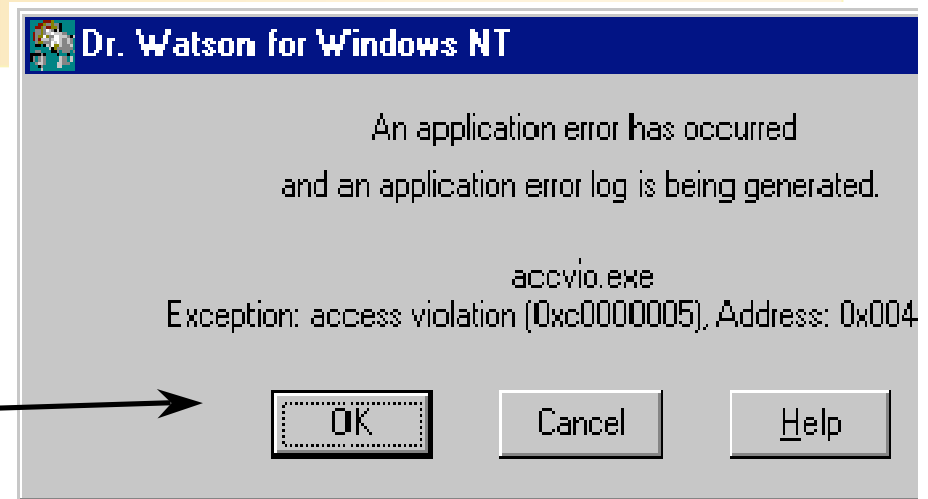 Dr. Watson for Windows NT
An application error has occurred
and an application error log is being generated.
accvio.exe
Exception: access violation (0xc0000005), Address: 0x004
OK
Cancel
Help